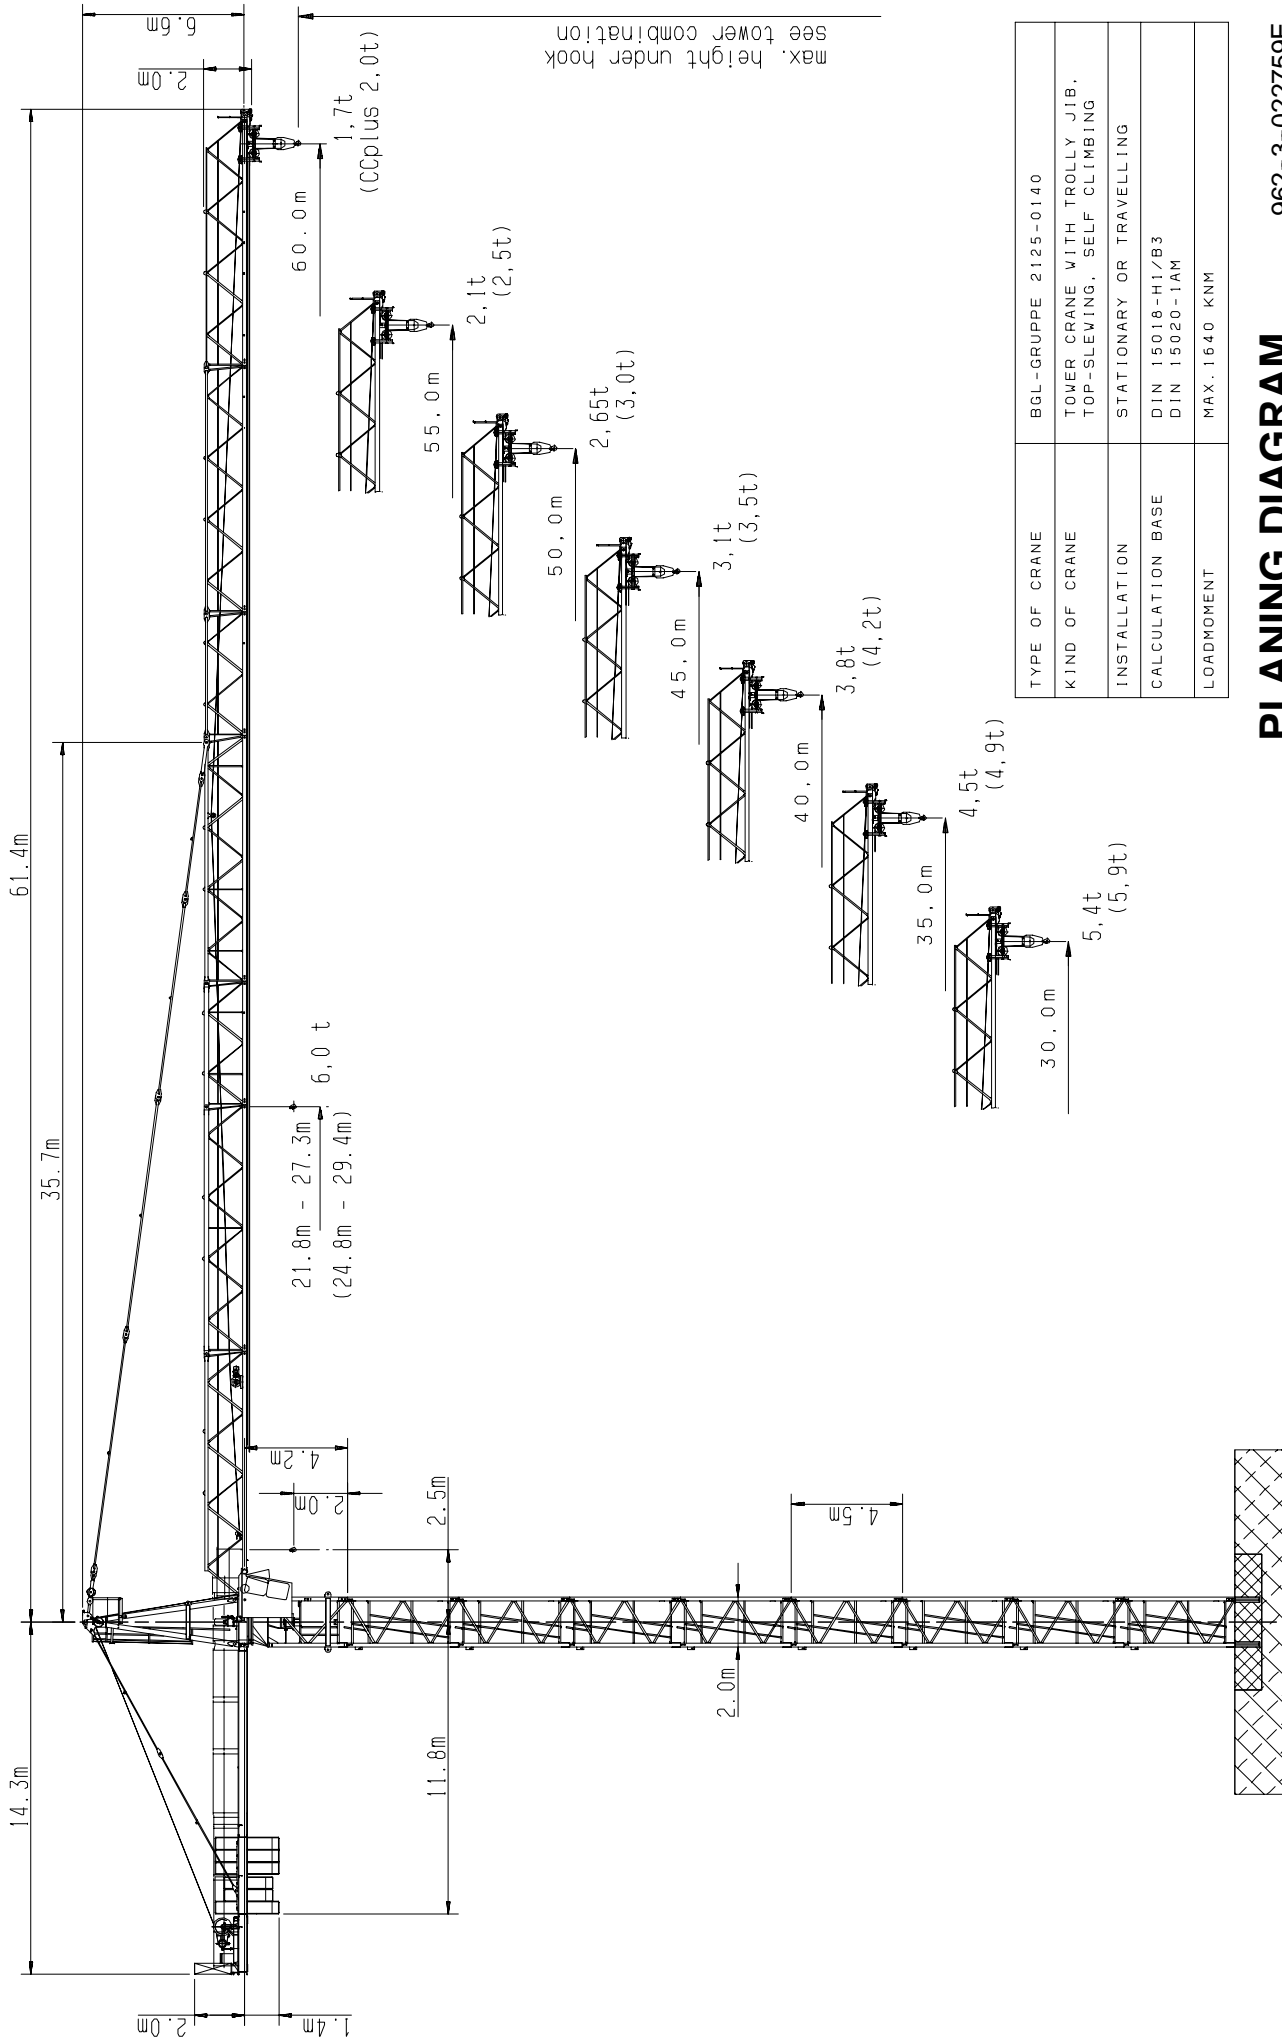 61.4m
35.7m
14.3m
6.6m
2.0m
60.0m
1,7t
(CCplus 2,0t)
max. height under hook
see tower combination
55,0m
2,1t
(2,5t)
50,0m
2,65t
(3,0t)
45,0m
3,1t
(3,5t)
40,0m
3,8t
(4,2t)
35,0m
4,5t
(4,9t)
30,0m
5,4t
(5,9t)
21.8m - 27.3m
6,0 t
(24.8m - 29.4m)
4.2m
2.0m
2.5m
11.8m
4.5m
2.0m
2.0m
1.4m
TYPE OF CRANE BGL-GRUPPE 2125-0140
KIND OF CRANE TOWER CRANE WITH TROLLY JIB,
TOP-SLEWING, SELF CLIMBING
INSTALLATION STATIONARY OR TRAVELLING
CALCULATION BASE DIN 15018-H1/B3
DIN 15020-1AM
LOADMOMENT MAX.1640 KNM
PLANING DIAGRAM